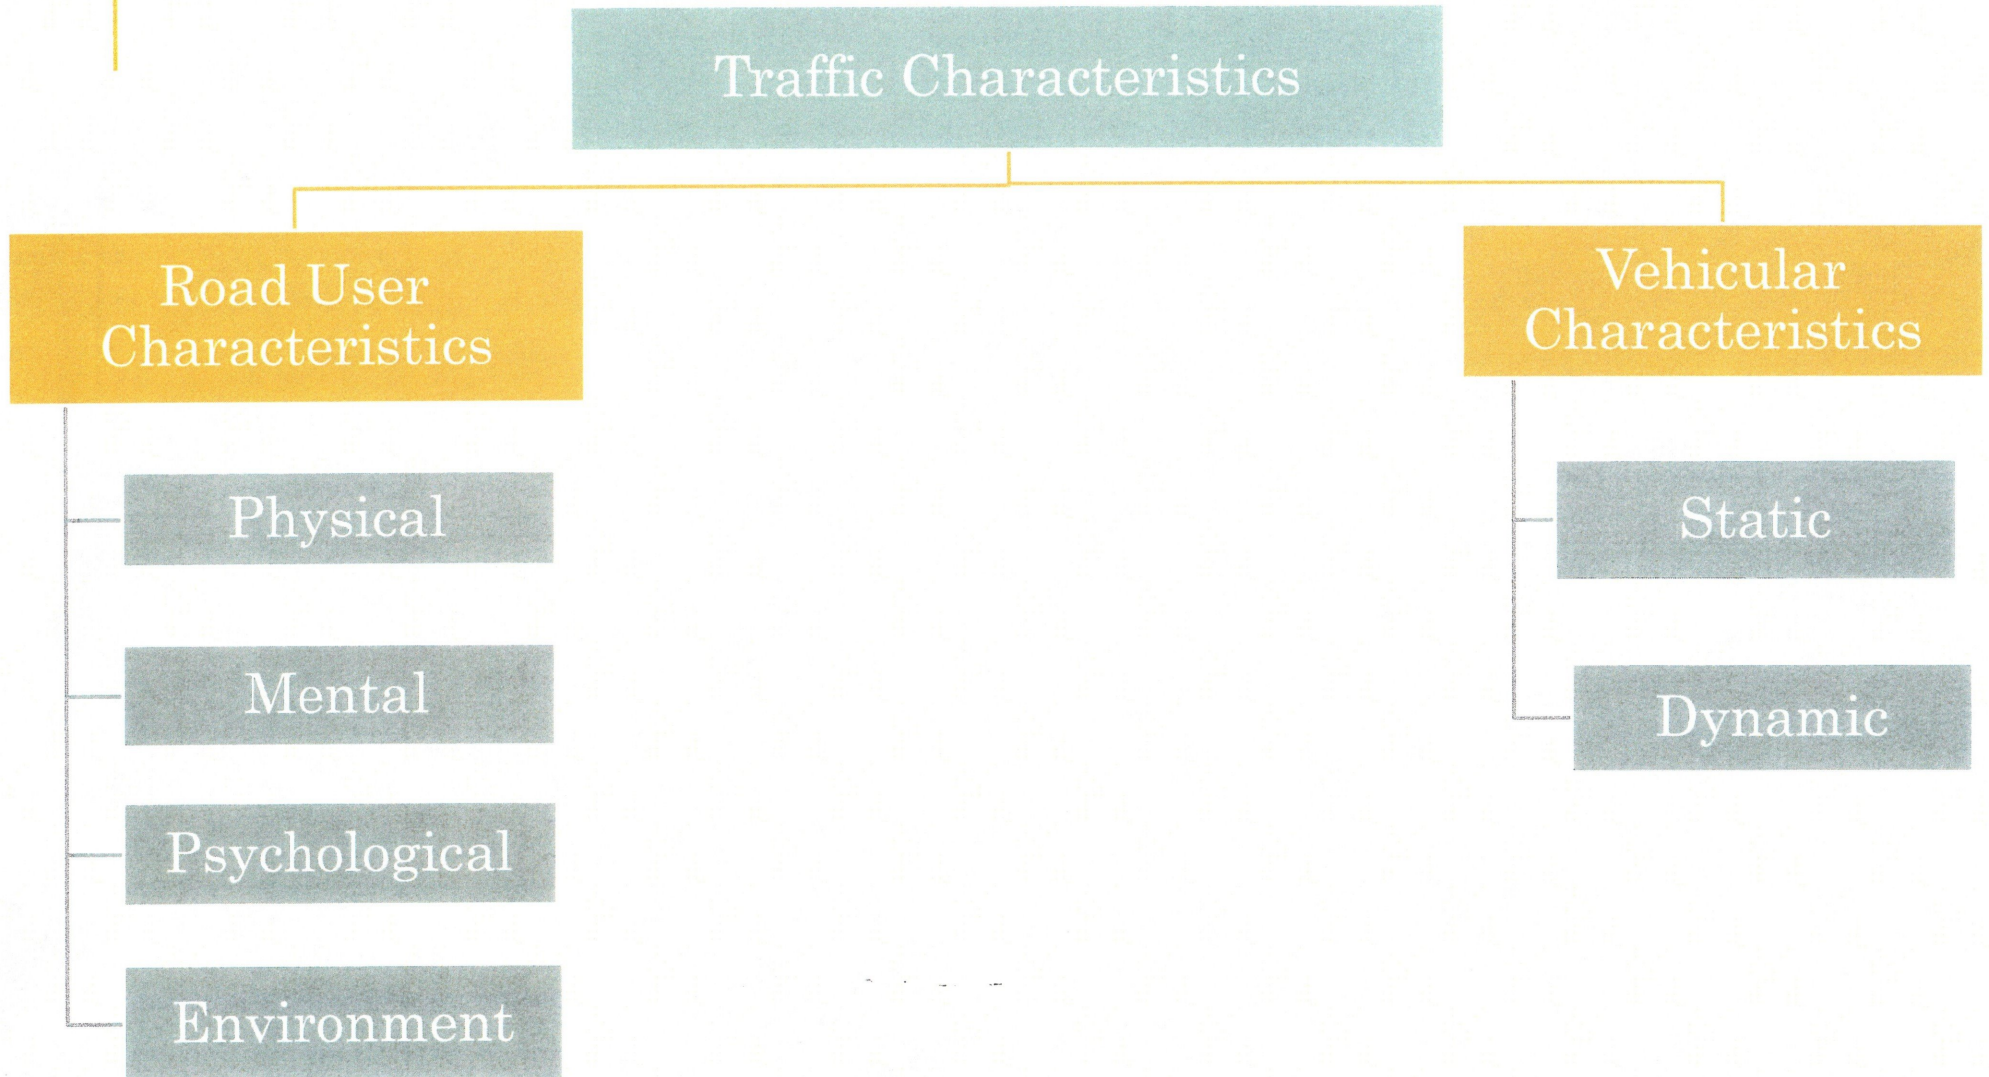 Traffic Characteristics
Road User
Characteristics
Physical
Mental
Psychological
Environment
Vehicular
Characteristics
Static
Dynamic